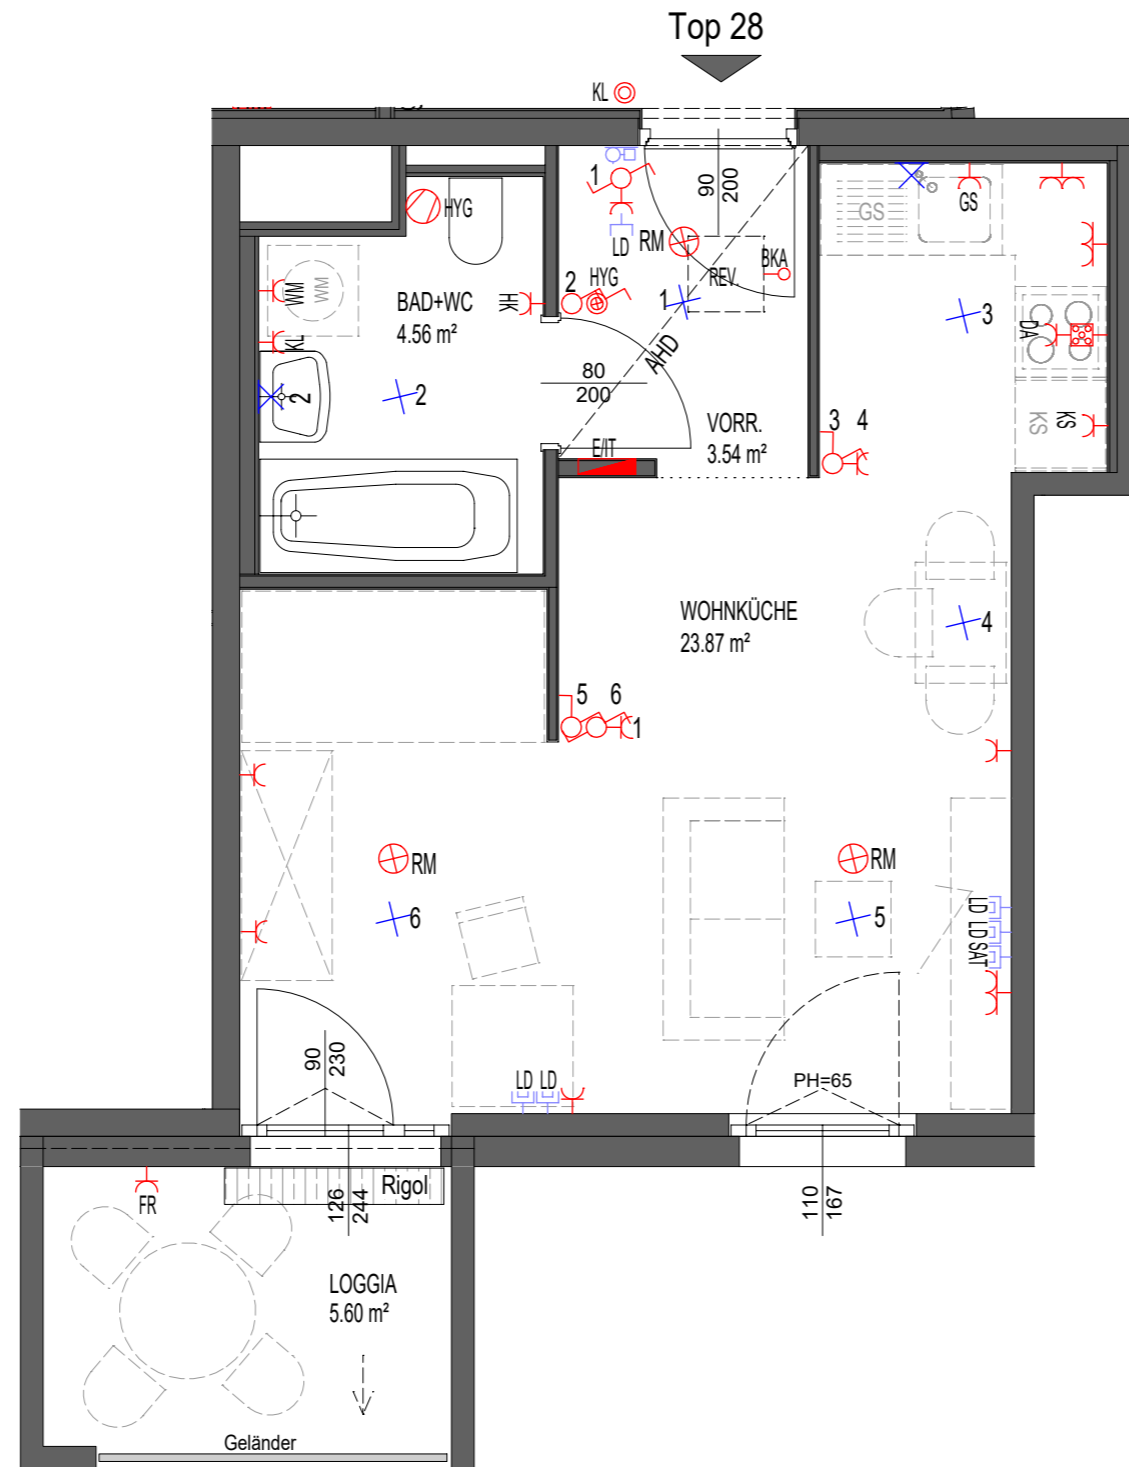 Top 28
KL
1
LD
HYG
RM
90
200
REV.
BKA
GS
GS
WW
WM
KL
BAD+WC
4.56 m²
HK
2
HYG
1
3
DA
2
2
80
200
AHD
VORR.
3.54 m²
3 4
KS
KS
E/IT
WOHNKÜCHE
23.87 m²
4
5 6
1
RM
RM
6
5
LD
LD
SAT
90
230
LD LD
PH=65
FR
126
244
Rigol
110
167
LOGGIA
5.60 m²
Geländer